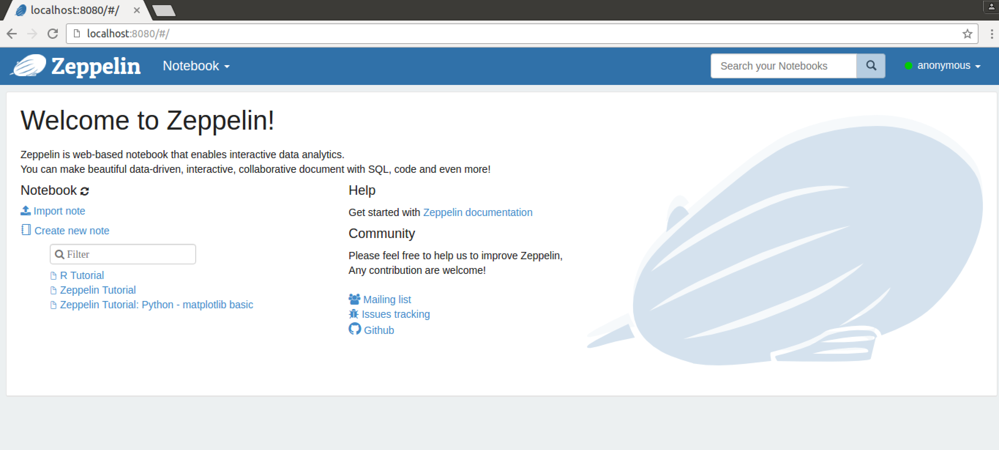 localhost:8080/#/
localhost:8080/#/
Zeppelin
Notebook
Search your Notebooks
anonymous
Welcome to Zeppelin!
Zeppelin is web-based notebook that enables interactive data analytics.
You can make beautiful data-driven, interactive, collaborative document with SQL, code and even more!
Notebook
Import note
Create new note
Filter
R Tutorial
Zeppelin Tutorial
Zeppelin Tutorial: Python - matplotlib basic
Help
Get started with Zeppelin documentation
Community
Please feel free to help us to improve Zeppelin,
Any contribution are welcome!
Mailing list
Issues tracking
Github